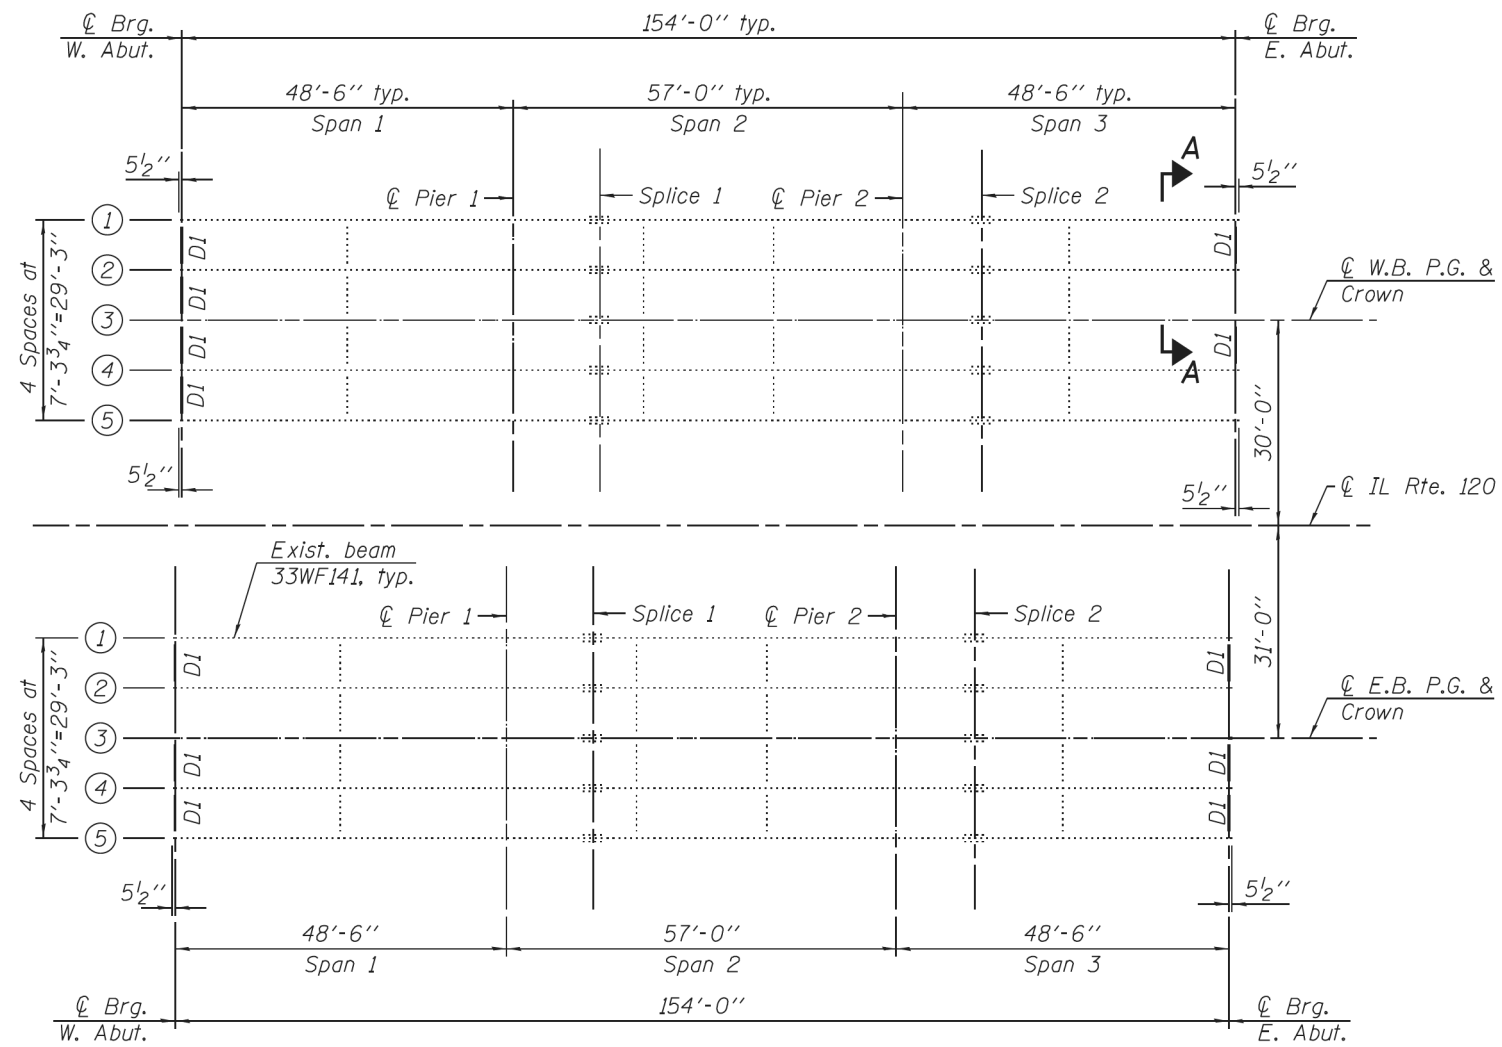 ℄ Brg.
W. Abut.
154'-0" typ.
℄ Brg.
E. Abut.
48'-6" typ.
Span 1
57'-0" typ.
Span 2
48'-6" typ.
Span 3
5½"
A
5½"
℄ Pier 1
Splice 1
℄ Pier 2
Splice 2
4 Spaces at
7'-3¾"=29'-3"
1
2
3
4
5
D1
D1
D1
D1
D1
D1
A
℄ W.B. P.G. &
Crown
30'-0"
5½"
5½"
℄ IL Rte. 120
Exist. beam
33WF141, typ.
℄ Pier 1
Splice 1
℄ Pier 2
Splice 2
31'-0"
4 Spaces at
7'-3¾"=29'-3"
1
2
3
4
5
D1
D1
D1
D1
D1
D1
℄ E.B. P.G. &
Crown
5½"
5½"
48'-6"
Span 1
57'-0"
Span 2
48'-6"
Span 3
℄ Brg.
W. Abut.
154'-0"
℄ Brg.
E. Abut.